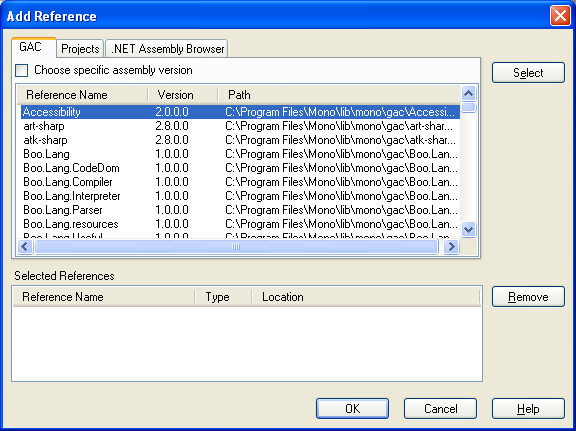 Add Reference
GAC Projects .NET Assembly Browser
Choose specific assembly version
Select
Reference Name Version Path
Accessibility 2.0.0.0 C:\Program Files\Mono\lib\mono\gac\Accessi...
art-sharp 2.8.0.0 C:\Program Files\Mono\lib\mono\gac\art-shar...
atk-sharp 2.8.0.0 C:\Program Files\Mono\lib\mono\gac\atk-shar...
Boo.Lang 1.0.0.0 C:\Program Files\Mono\lib\mono\gac\Boo.Lan...
Boo.Lang.CodeDom 1.0.0.0 C:\Program Files\Mono\lib\mono\gac\Boo.Lan...
Boo.Lang.Compiler 1.0.0.0 C:\Program Files\Mono\lib\mono\gac\Boo.Lan...
Boo.Lang.Interpreter 1.0.0.0 C:\Program Files\Mono\lib\mono\gac\Boo.Lan...
Boo.Lang.Parser 1.0.0.0 C:\Program Files\Mono\lib\mono\gac\Boo.Lan...
Boo.Lang.resources 1.0.0.0 C:\Program Files\Mono\lib\mono\gac\Boo.Lan...
Boo.Lang.Useful 1.0.0.0 C:\Program Files\Mono\lib\mono\gac\Boo.Lan...
Selected References
Reference Name Type Location
Remove
OK Cancel Help